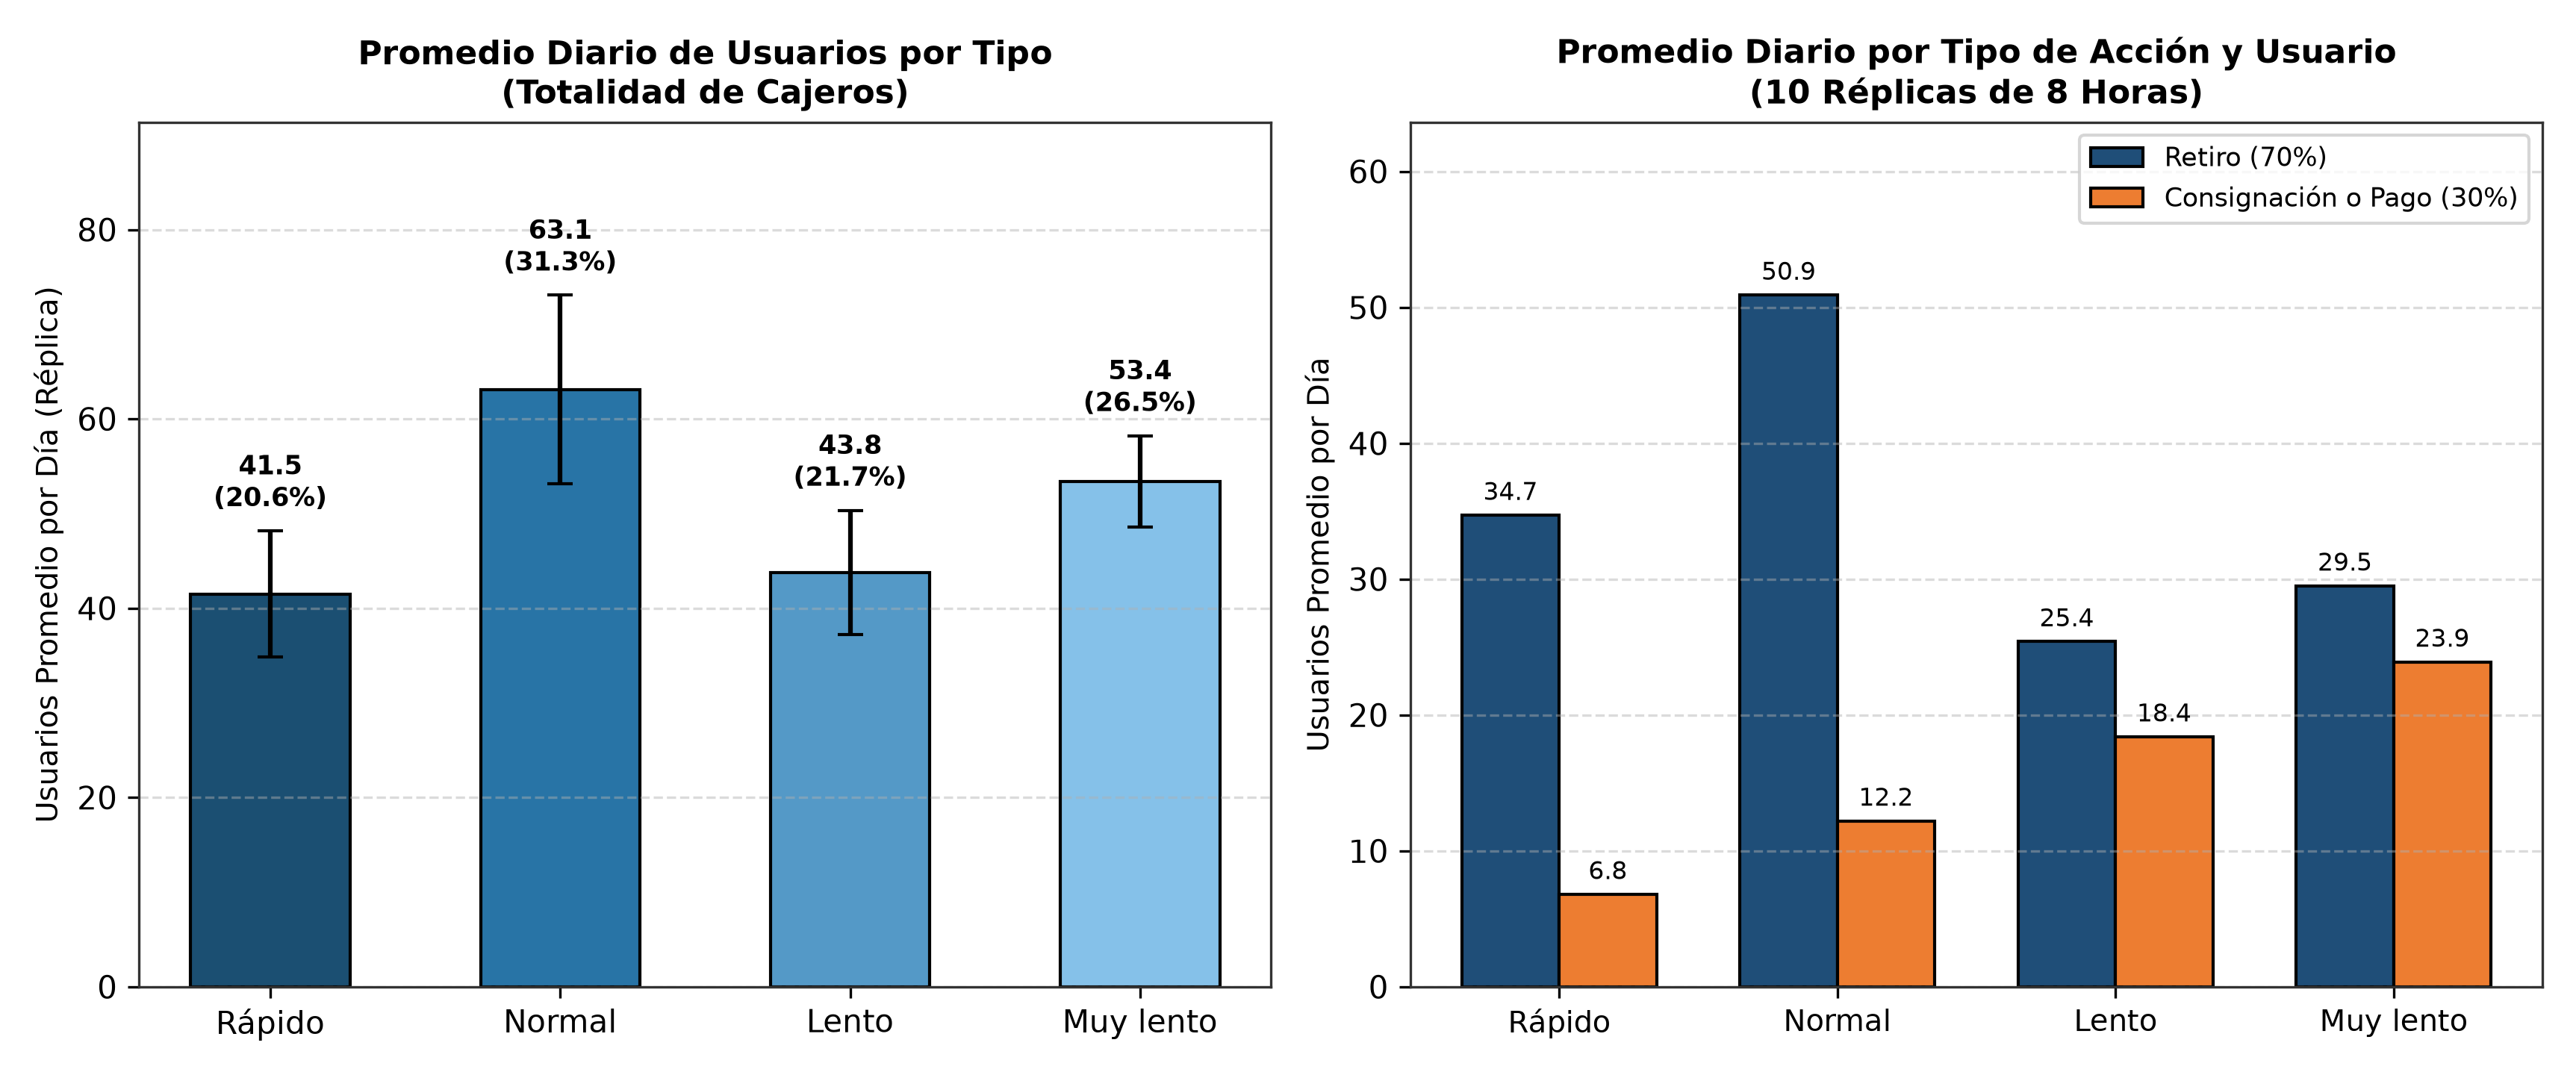 Promedio Diario de Usuarios por Tipo
(Totalidad de Cajeros)
Usuarios Promedio por Día (Réplica)
80
60
40
20
0
41.5
(20.6%)
63.1
(31.3%)
43.8
(21.7%)
53.4
(26.5%)
Rápido
Normal
Lento
Muy lento
Promedio Diario por Tipo de Acción y Usuario
(10 Réplicas de 8 Horas)
Usuarios Promedio por Día
60
50
40
30
20
10
0
Retiro (70%)
Consignación o Pago (30%)
34.7
6.8
50.9
12.2
25.4
18.4
29.5
23.9
Rápido
Normal
Lento
Muy lento